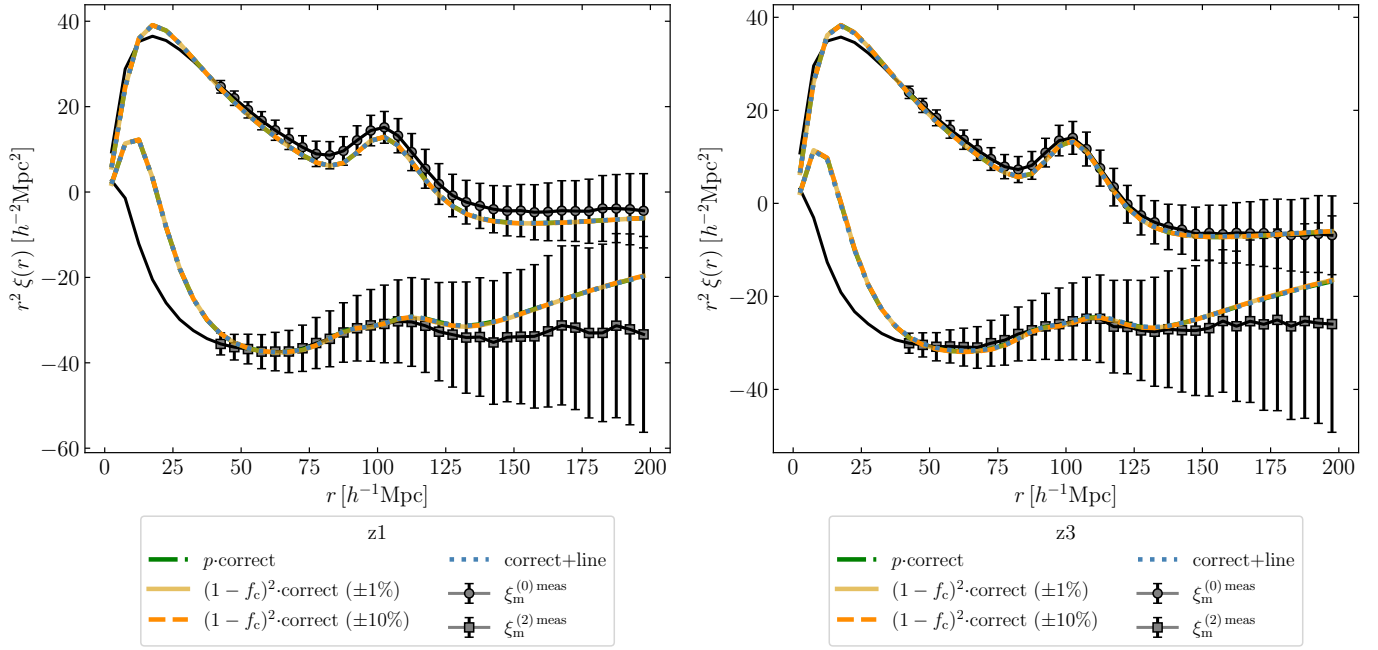 40
20
0
−20
−40
−60
r² ξ(r) [h⁻²Mpc²]
0 25 50 75 100 125 150 175 200
r [h⁻¹Mpc]
z1
p·correct
(1 − f_c)²·correct (±1%)
(1 − f_c)²·correct (±10%)
correct+line
ξ_m^{(0) meas}
ξ_m^{(2) meas}
40
20
0
−20
−40
r² ξ(r) [h⁻²Mpc²]
0 25 50 75 100 125 150 175 200
r [h⁻¹Mpc]
z3
p·correct
(1 − f_c)²·correct (±1%)
(1 − f_c)²·correct (±10%)
correct+line
ξ_m^{(0) meas}
ξ_m^{(2) meas}